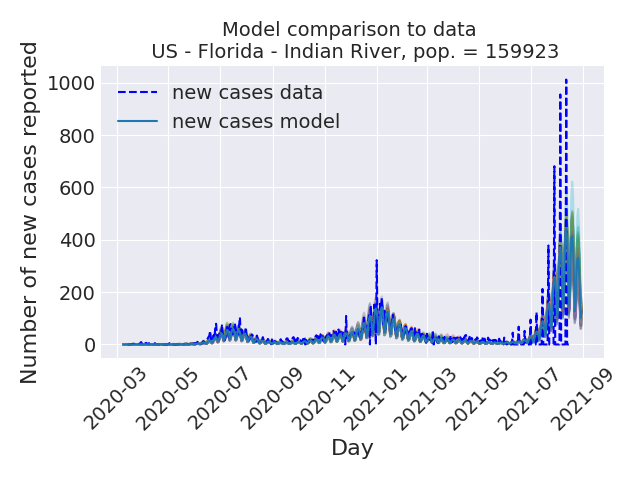 Model comparison to data
US - Florida - Indian River, pop. = 159923
Number of new cases reported
1000
800
600
400
200
0
new cases data
new cases model
2020-03
2020-05
2020-07
2020-09
2020-11
2021-01
2021-03
2021-05
2021-07
2021-09
Day